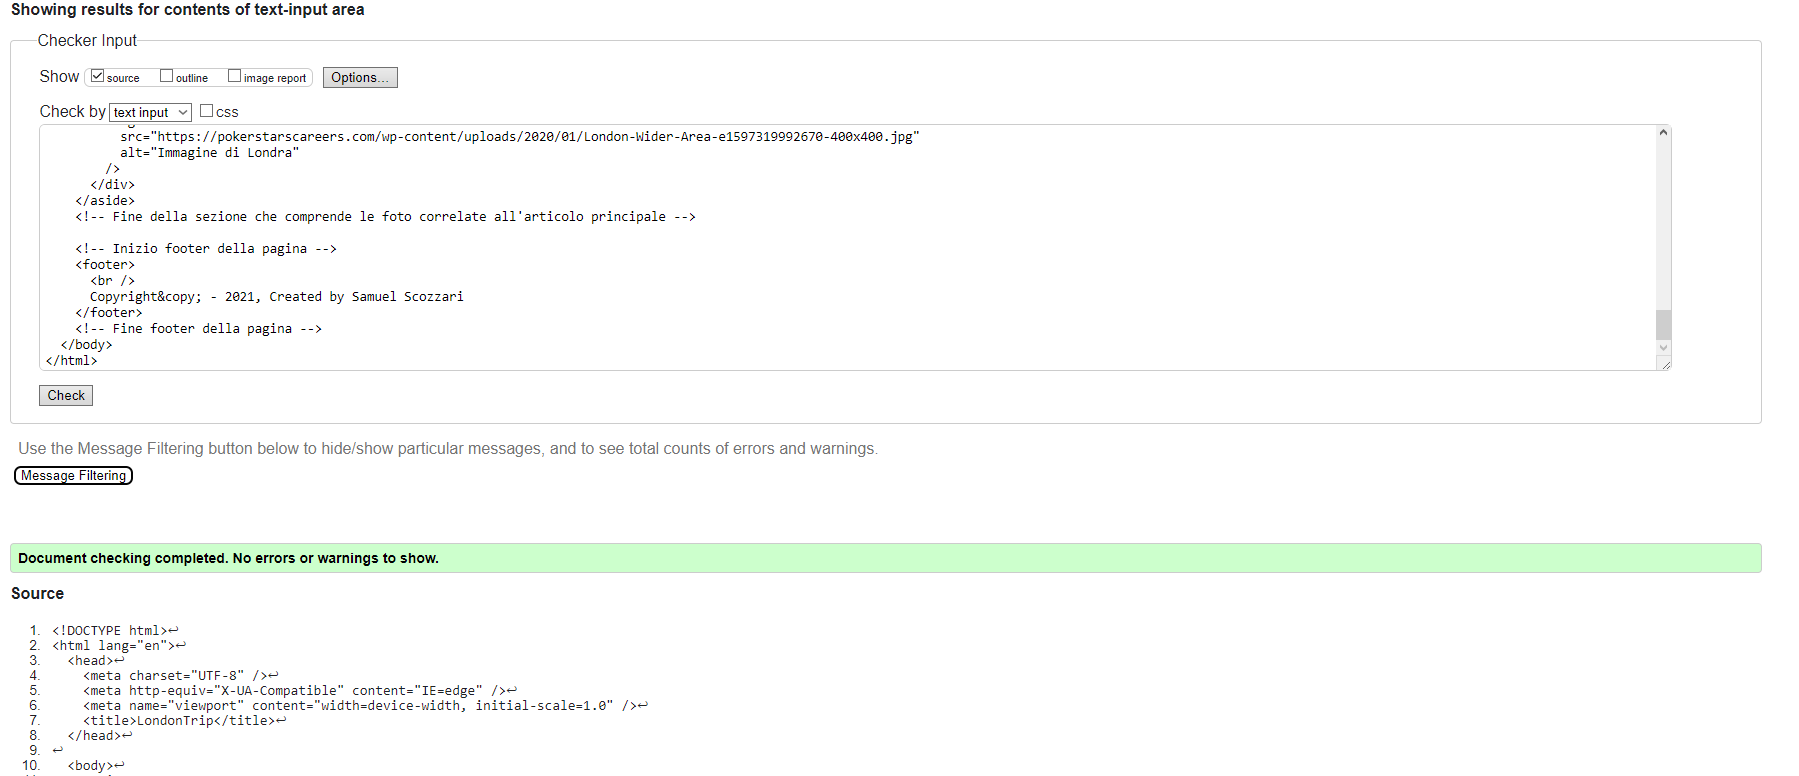 Showing results for contents of text-input area
Checker Input
Show source outline image report Options...
Check by text input css
src="https://pokerstarscareers.com/wp-content/uploads/2020/01/London-Wider-Area-e1597319992670-400x400.jpg"
alt="Immagine di Londra"
/>
</div>
</aside>
<!-- Fine della sezione che comprende le foto correlate all'articolo principale -->
<!-- Inizio footer della pagina -->
<footer>
<br />
Copyright&copy; - 2021, Created by Samuel Scozzari
</footer>
<!-- Fine footer della pagina -->
</body>
</html>
Check
Use the Message Filtering button below to hide/show particular messages, and to see total counts of errors and warnings.
Message Filtering
Document checking completed. No errors or warnings to show.
Source
1. <!DOCTYPE html>↩
2. <html lang="en">↩
3. <head>↩
4. <meta charset="UTF-8" />↩
5. <meta http-equiv="X-UA-Compatible" content="IE=edge" />↩
6. <meta name="viewport" content="width=device-width, initial-scale=1.0" />↩
7. <title>LondonTrip</title>↩
8. </head>↩
9. ↩
10. <body>↩